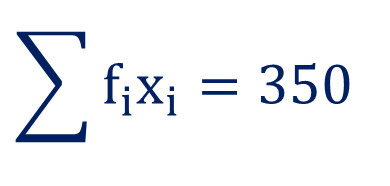 ∑ fᵢxᵢ = 350